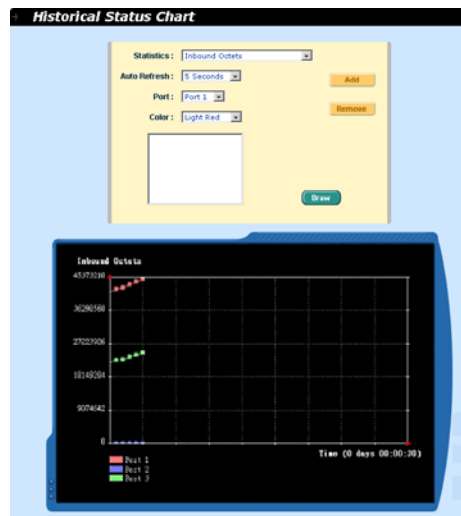 Historical Status Chart
Statistics : Inbound Octets
Auto Refresh : 5 Seconds
Add
Port : Port 1
Remove
Color : Light Red
Draw
Inbound Octets
45373210
36298568
27223926
18149284
9074642
0
Time (0 days 00:00:30)
Port 1
Port 2
Port 3